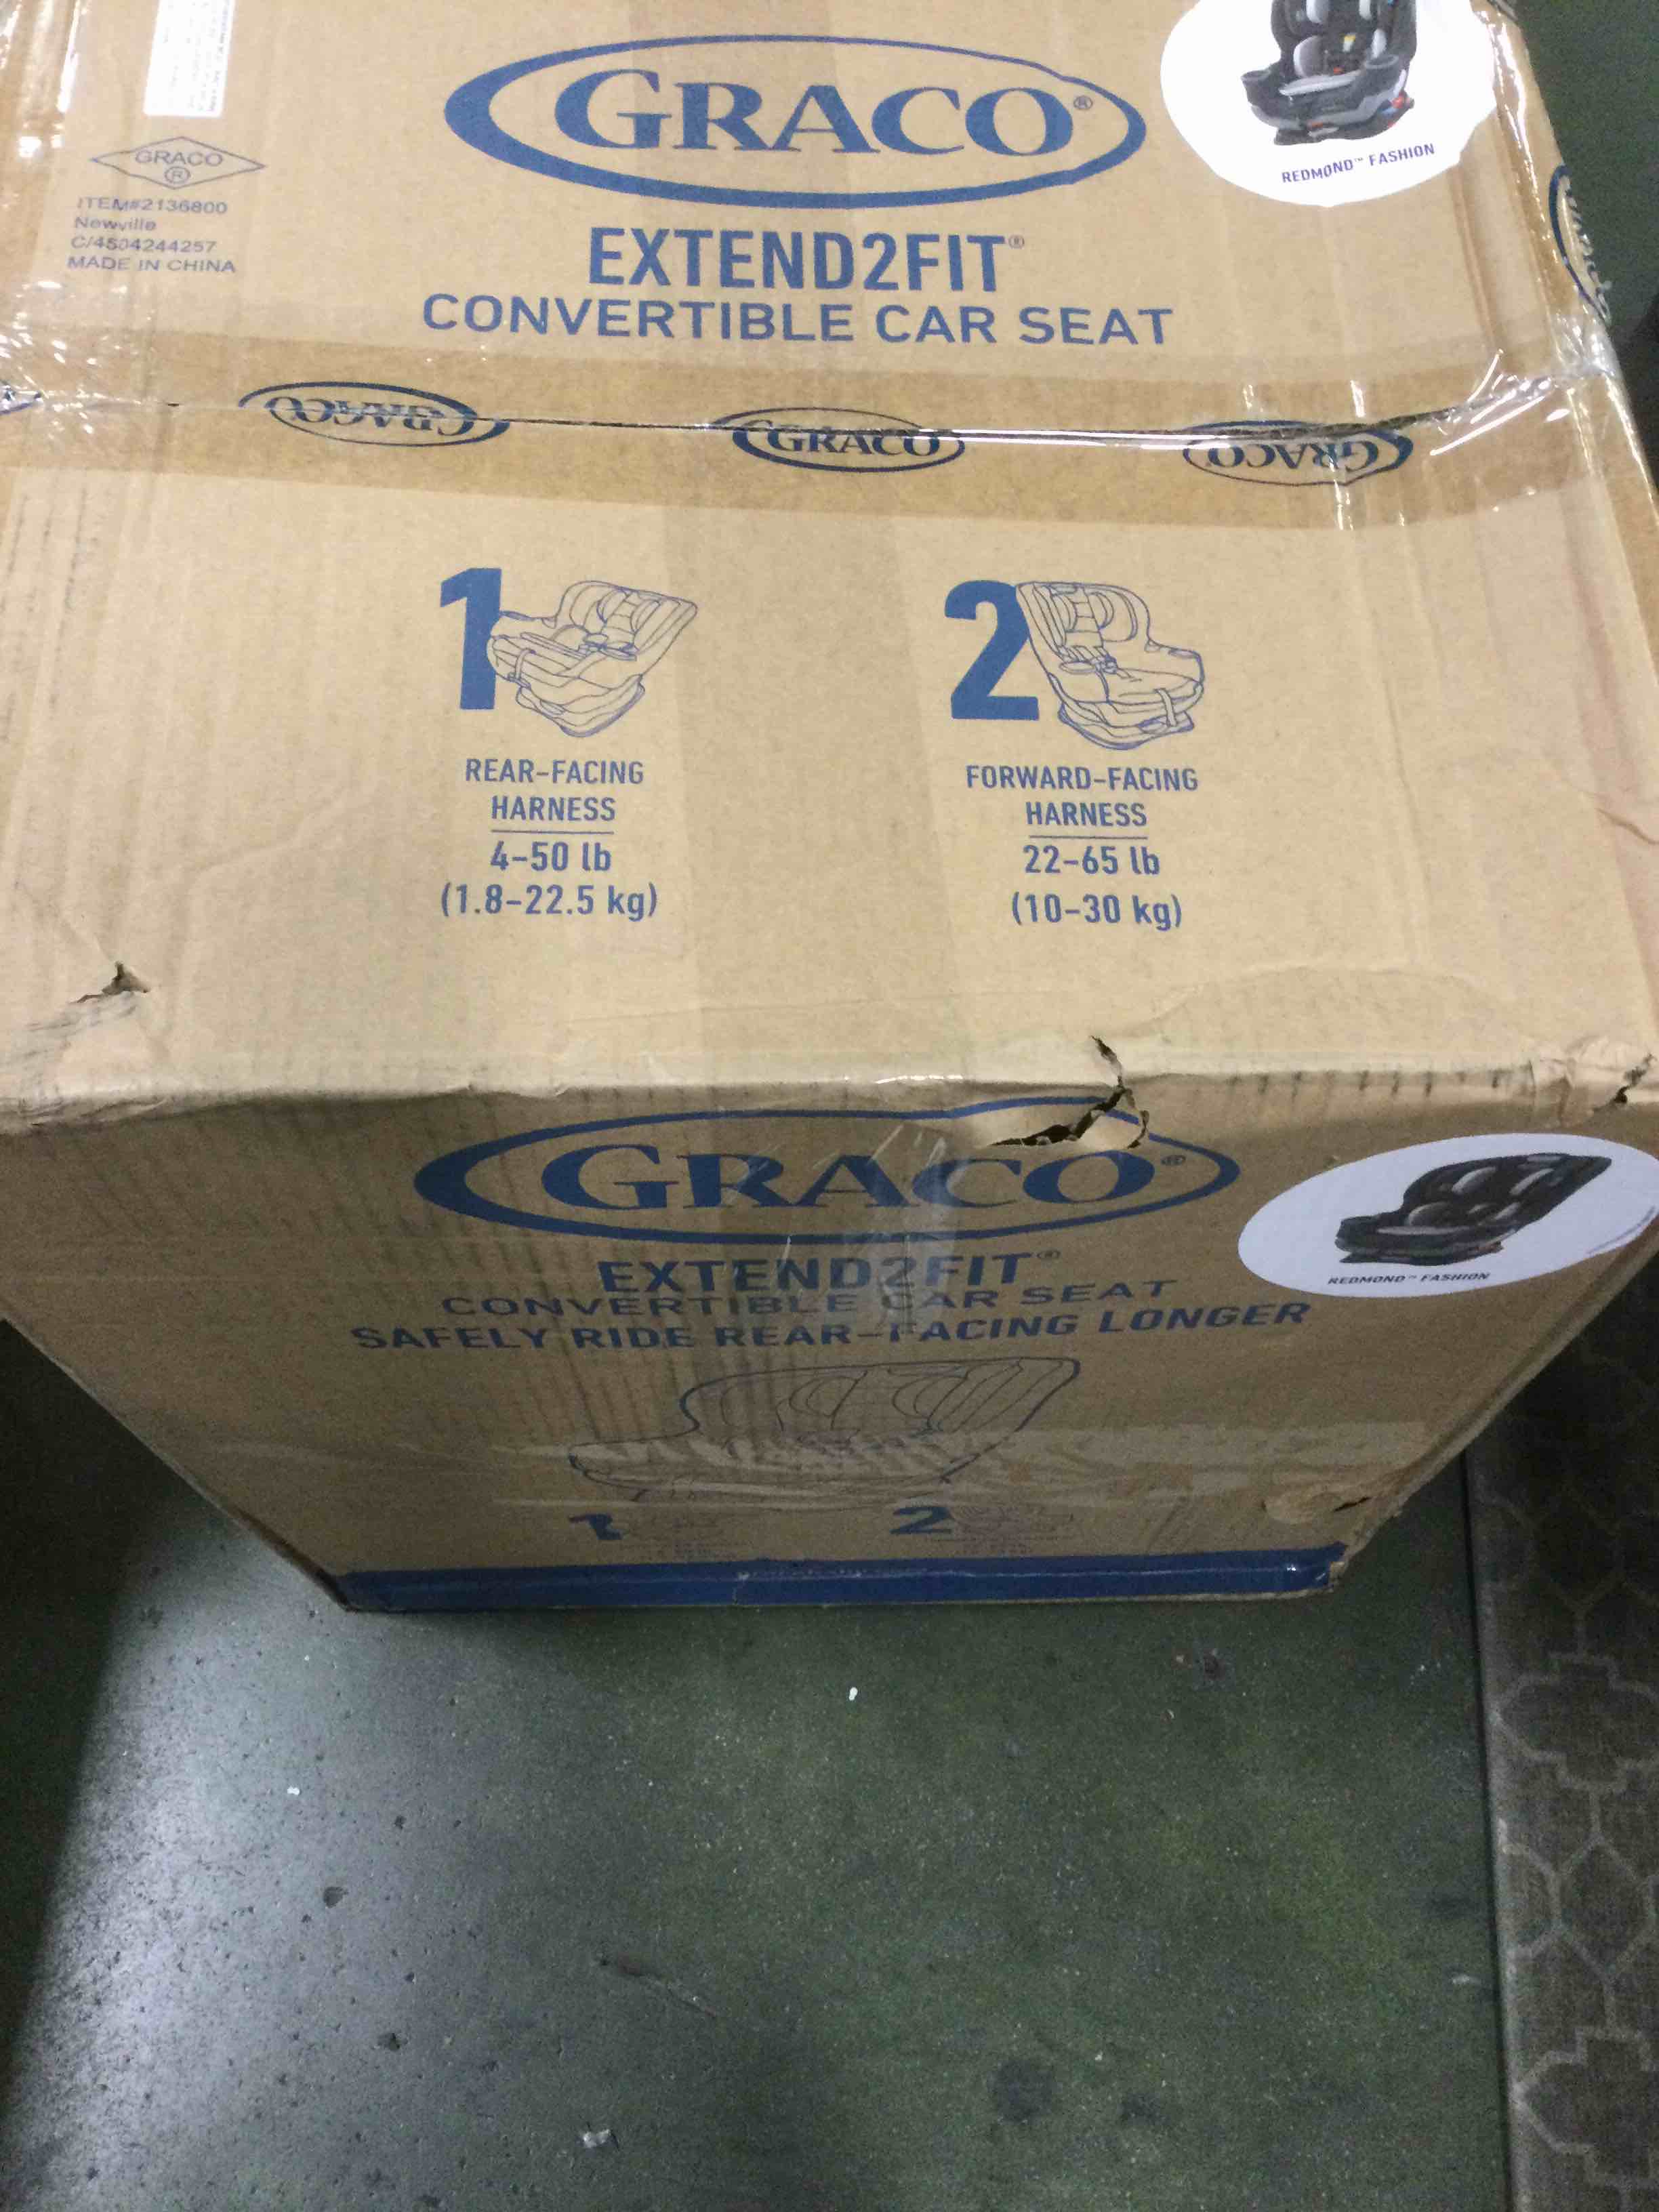 GRACO®
REDMOND™ FASHION
GRACO
®
ITEM#2136800
Newville
C/4504244257
MADE IN CHINA
EXTEND2FIT®
CONVERTIBLE CAR SEAT
GRACO
GRACO
GRACO
1
REAR-FACING
HARNESS
4-50 lb
(1.8-22.5 kg)
2
FORWARD-FACING
HARNESS
22-65 lb
(10-30 kg)
GRACO®
REDMOND™ FASHION
EXTEND2FIT®
CONVERTIBLE CAR SEAT
SAFELY RIDE REAR-FACING LONGER
1
2